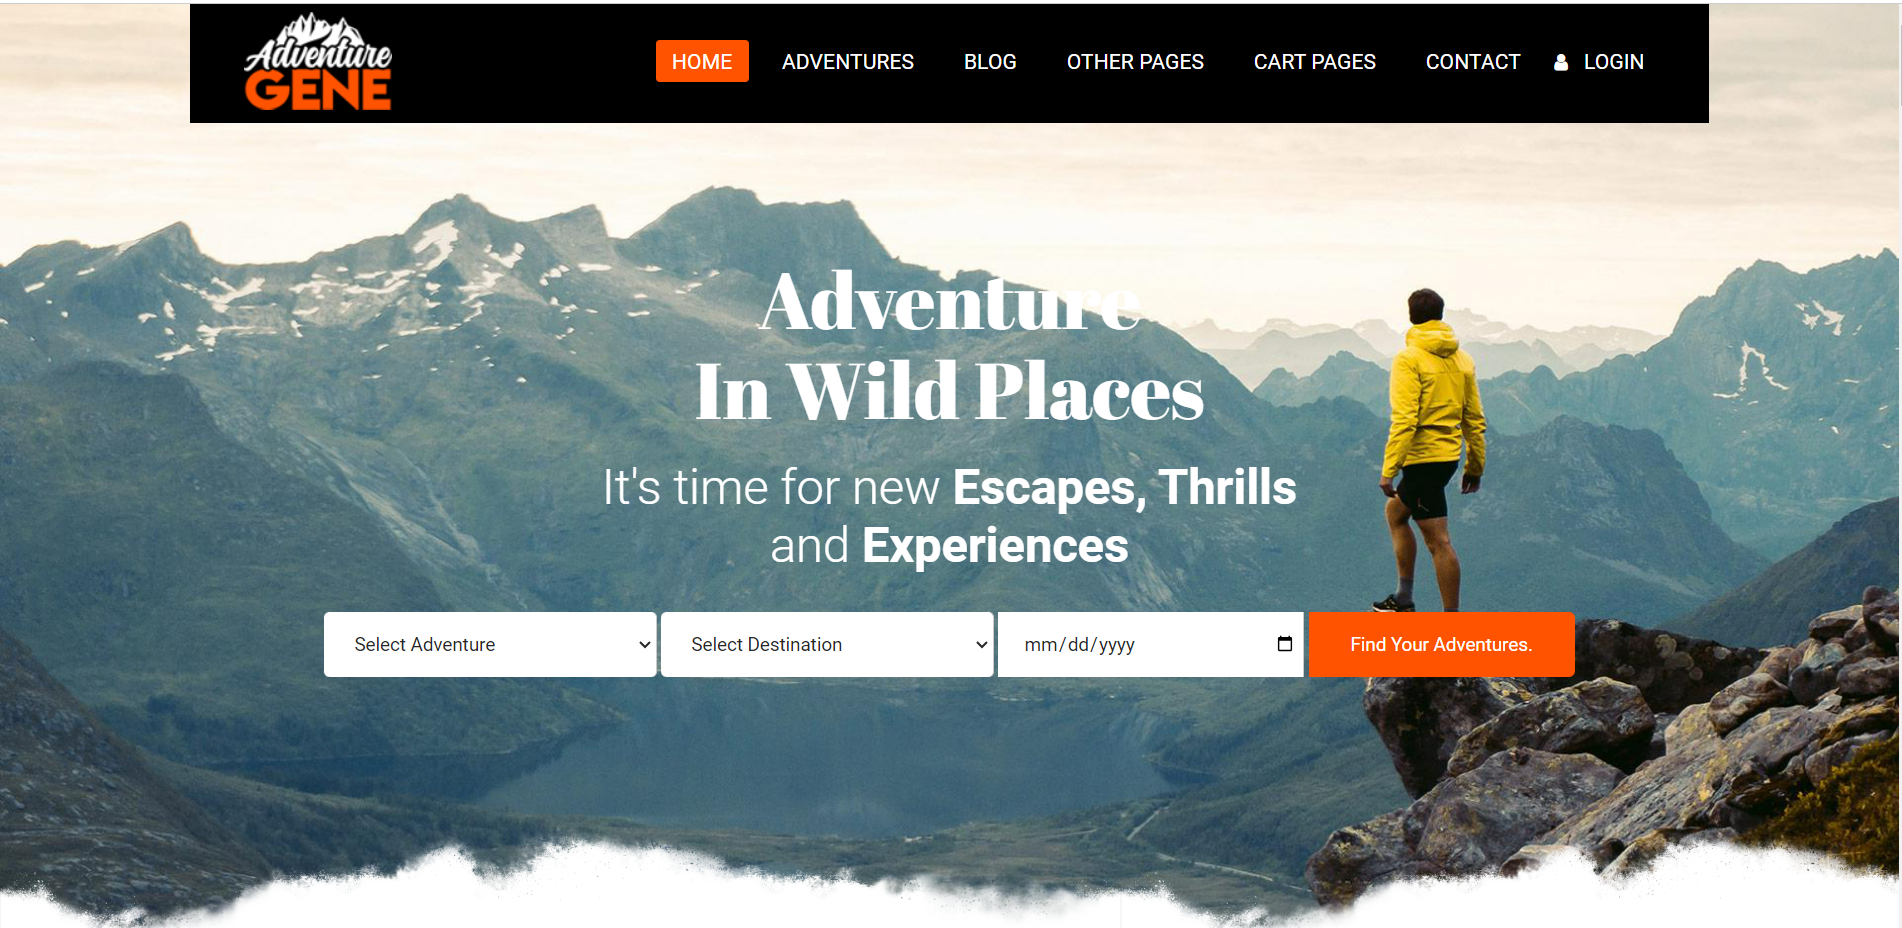 Adventure
GENE
HOME ADVENTURES BLOG OTHER PAGES CART PAGES CONTACT LOGIN
Adventure
In Wild Places
It's time for new Escapes, Thrills
and Experiences
Select Adventure Select Destination mm/dd/yyyy Find Your Adventures.